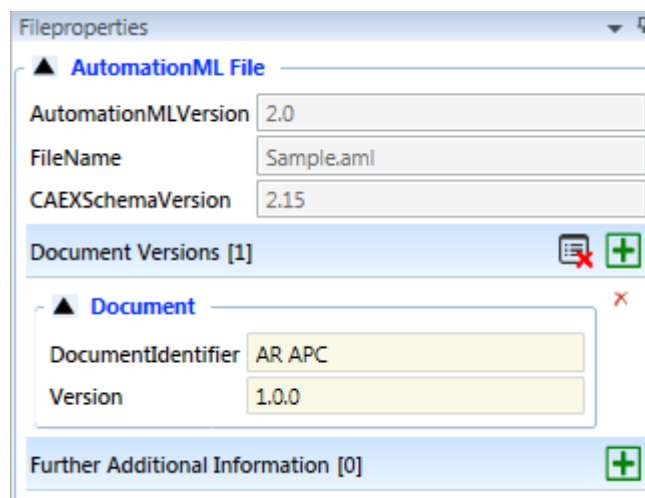 Fileproperties
AutomationML File
AutomationMLVersion 2.0
FileName Sample.aml
CAEXSchemaVersion 2.15
Document Versions [1]
Document
DocumentIdentifier AR APC
Version 1.0.0
Further Additional Information [0]